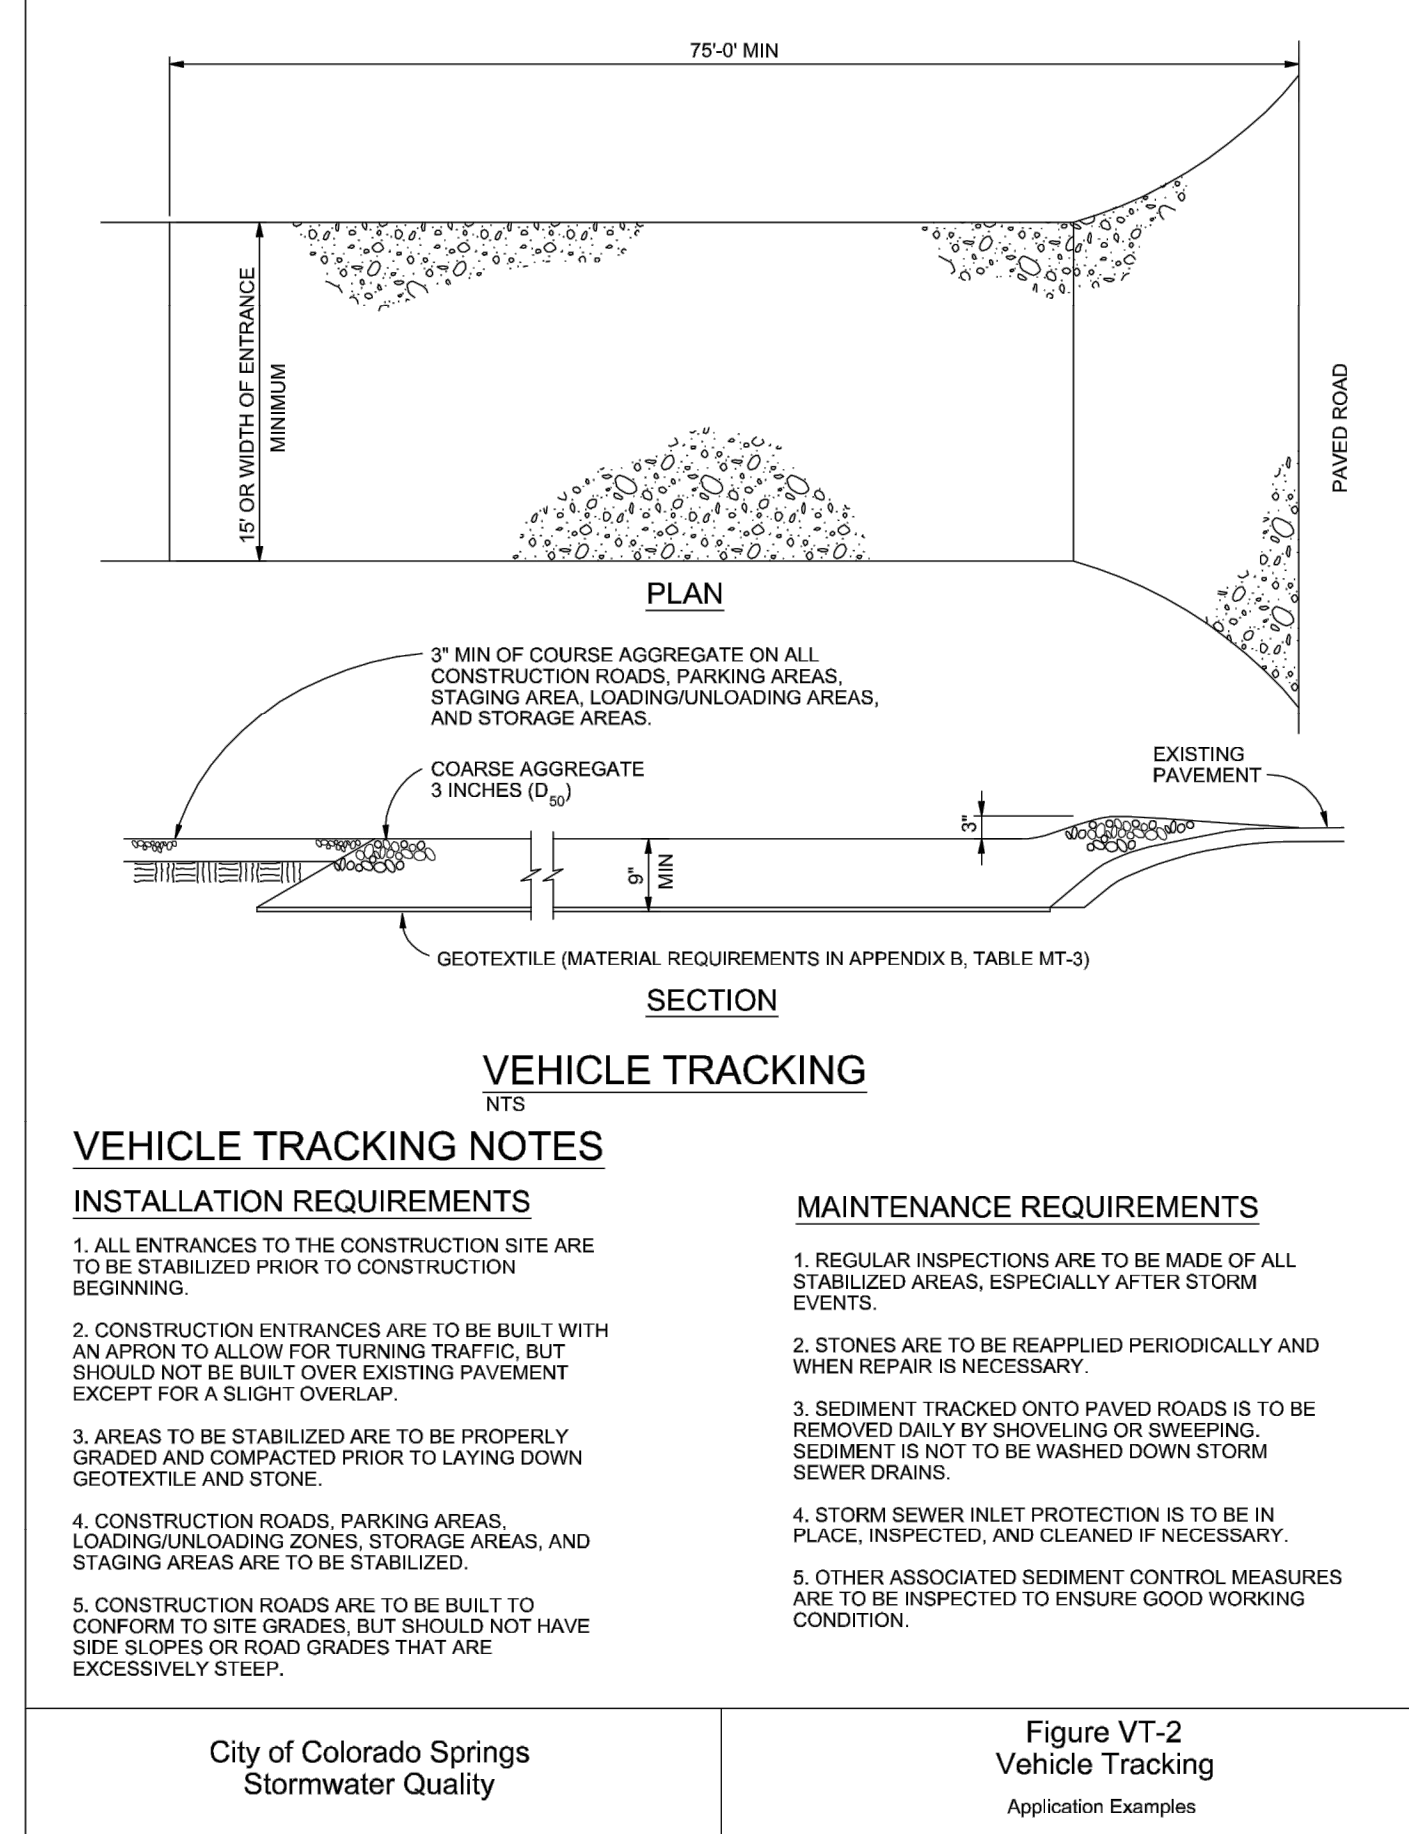 75'-0' MIN
15' OR WIDTH OF ENTRANCE
MINIMUM
PAVED ROAD
PLAN
3" MIN OF COURSE AGGREGATE ON ALL
CONSTRUCTION ROADS, PARKING AREAS,
STAGING AREA, LOADING/UNLOADING AREAS,
AND STORAGE AREAS.
COARSE AGGREGATE
3 INCHES (D50)
EXISTING
PAVEMENT
3"
9"
MIN
GEOTEXTILE (MATERIAL REQUIREMENTS IN APPENDIX B, TABLE MT-3)
SECTION
VEHICLE TRACKING
NTS
VEHICLE TRACKING NOTES
INSTALLATION REQUIREMENTS
1. ALL ENTRANCES TO THE CONSTRUCTION SITE ARE
TO BE STABILIZED PRIOR TO CONSTRUCTION
BEGINNING.
2. CONSTRUCTION ENTRANCES ARE TO BE BUILT WITH
AN APRON TO ALLOW FOR TURNING TRAFFIC, BUT
SHOULD NOT BE BUILT OVER EXISTING PAVEMENT
EXCEPT FOR A SLIGHT OVERLAP.
3. AREAS TO BE STABILIZED ARE TO BE PROPERLY
GRADED AND COMPACTED PRIOR TO LAYING DOWN
GEOTEXTILE AND STONE.
4. CONSTRUCTION ROADS, PARKING AREAS,
LOADING/UNLOADING ZONES, STORAGE AREAS, AND
STAGING AREAS ARE TO BE STABILIZED.
5. CONSTRUCTION ROADS ARE TO BE BUILT TO
CONFORM TO SITE GRADES, BUT SHOULD NOT HAVE
SIDE SLOPES OR ROAD GRADES THAT ARE
EXCESSIVELY STEEP.
MAINTENANCE REQUIREMENTS
1. REGULAR INSPECTIONS ARE TO BE MADE OF ALL
STABILIZED AREAS, ESPECIALLY AFTER STORM
EVENTS.
2. STONES ARE TO BE REAPPLIED PERIODICALLY AND
WHEN REPAIR IS NECESSARY.
3. SEDIMENT TRACKED ONTO PAVED ROADS IS TO BE
REMOVED DAILY BY SHOVELING OR SWEEPING.
SEDIMENT IS NOT TO BE WASHED DOWN STORM
SEWER DRAINS.
4. STORM SEWER INLET PROTECTION IS TO BE IN
PLACE, INSPECTED, AND CLEANED IF NECESSARY.
5. OTHER ASSOCIATED SEDIMENT CONTROL MEASURES
ARE TO BE INSPECTED TO ENSURE GOOD WORKING
CONDITION.
City of Colorado Springs
Stormwater Quality
Figure VT-2
Vehicle Tracking
Application Examples